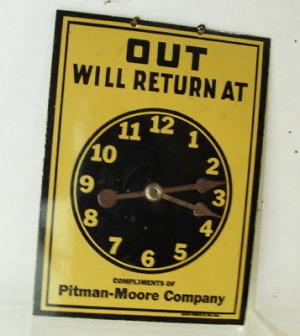 OUT
WILL RETURN AT
12
11 1
10 2
9 3
8 4
7 5
6
COMPLIMENTS OF
Pitman-Moore Company